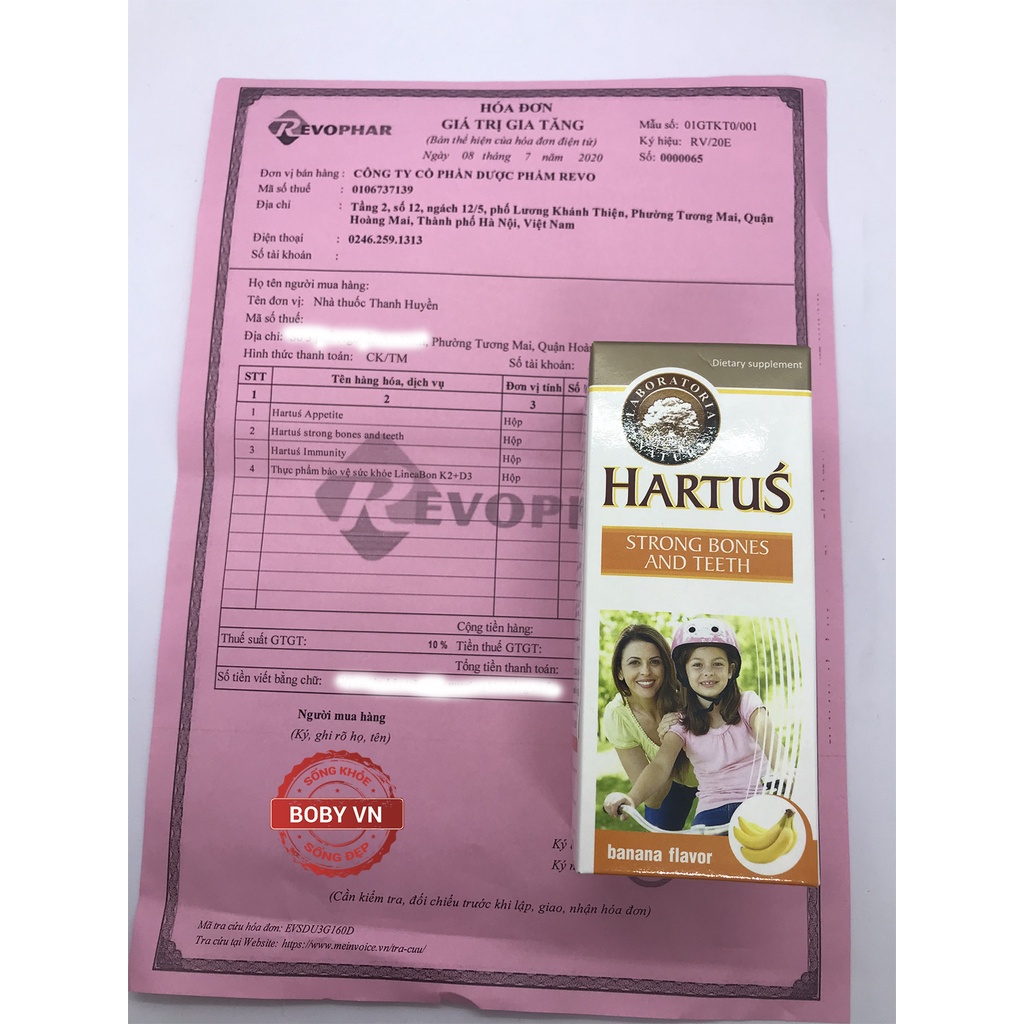 REVOPHAR
HÓA ĐƠN
GIÁ TRỊ GIA TĂNG
(Bản thể hiện của hóa đơn điện tử)
Ngày 08 tháng 7 năm 2020
Mẫu số: 01GTKT0/001
Ký hiệu: RV/20E
Số: 0000065
Đơn vị bán hàng : CÔNG TY CỔ PHẦN DƯỢC PHẨM REVO
Mã số thuế : 0106737139
Địa chỉ : Tầng 2, số 12, ngách 12/5, phố Lương Khánh Thiện, Phường Tương Mai, Quận
Hoàng Mai, Thành phố Hà Nội, Việt Nam
Điện thoại : 0246.259.1313
Số tài khoản :
Họ tên người mua hàng:
Tên đơn vị: Nhà thuốc Thanh Huyền
Mã số thuế:
Địa chỉ: , Phường Tương Mai, Quận
Hình thức thanh toán: CK/TM Số tài khoản:
STT Tên hàng hóa, dịch vụ Đơn vị tính Số
1 2 3
1 Hartuś Appetite Hộp
2 Hartuś strong bones and teeth Hộp
3 Hartuś Immunity Hộp
4 Thực phẩm bảo vệ sức khỏe LineaBon K2+D3 Hộp
Cộng tiền hàng:
Thuế suất GTGT: 10 % Tiền thuế GTGT:
Tổng tiền thanh toán:
Số tiền viết bằng chữ:
Người mua hàng
(Ký, ghi rõ họ, tên)
SỐNG KHỎE
BOBY VN
SỐNG ĐẸP
Ký
Ký
(Cần kiểm tra, đối chiếu trước khi lập, giao, nhận hóa đơn)
Mã tra cứu hóa đơn: EVSDU3G160D
Tra cứu tại Website: https://www.meinvoice.vn/tra-cuu/
Dietary supplement
LABORATORIA
HARTUŚ
STRONG BONES
AND TEETH
banana flavor